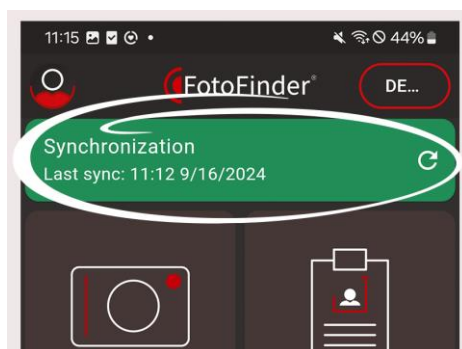 11:15 44%
FotoFinder® DE...
Synchronization
Last sync: 11:12 9/16/2024